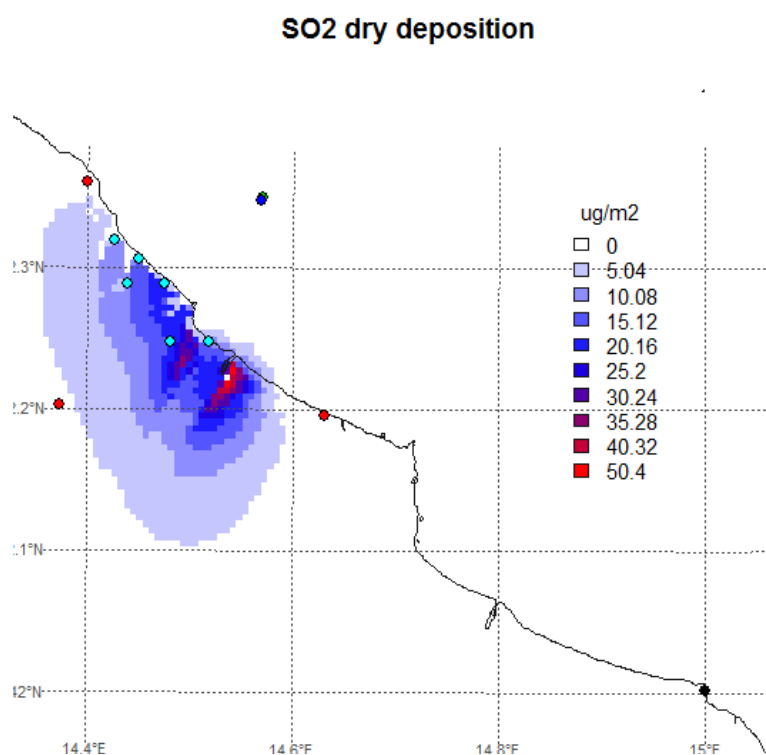 SO2 dry deposition
ug/m2
0
5.04
10.08
15.12
20.16
25.2
30.24
35.28
40.32
50.4
.3°N
.2°N
.1°N
42°N
14.4°E
14.6°E
14.8°E
15°E